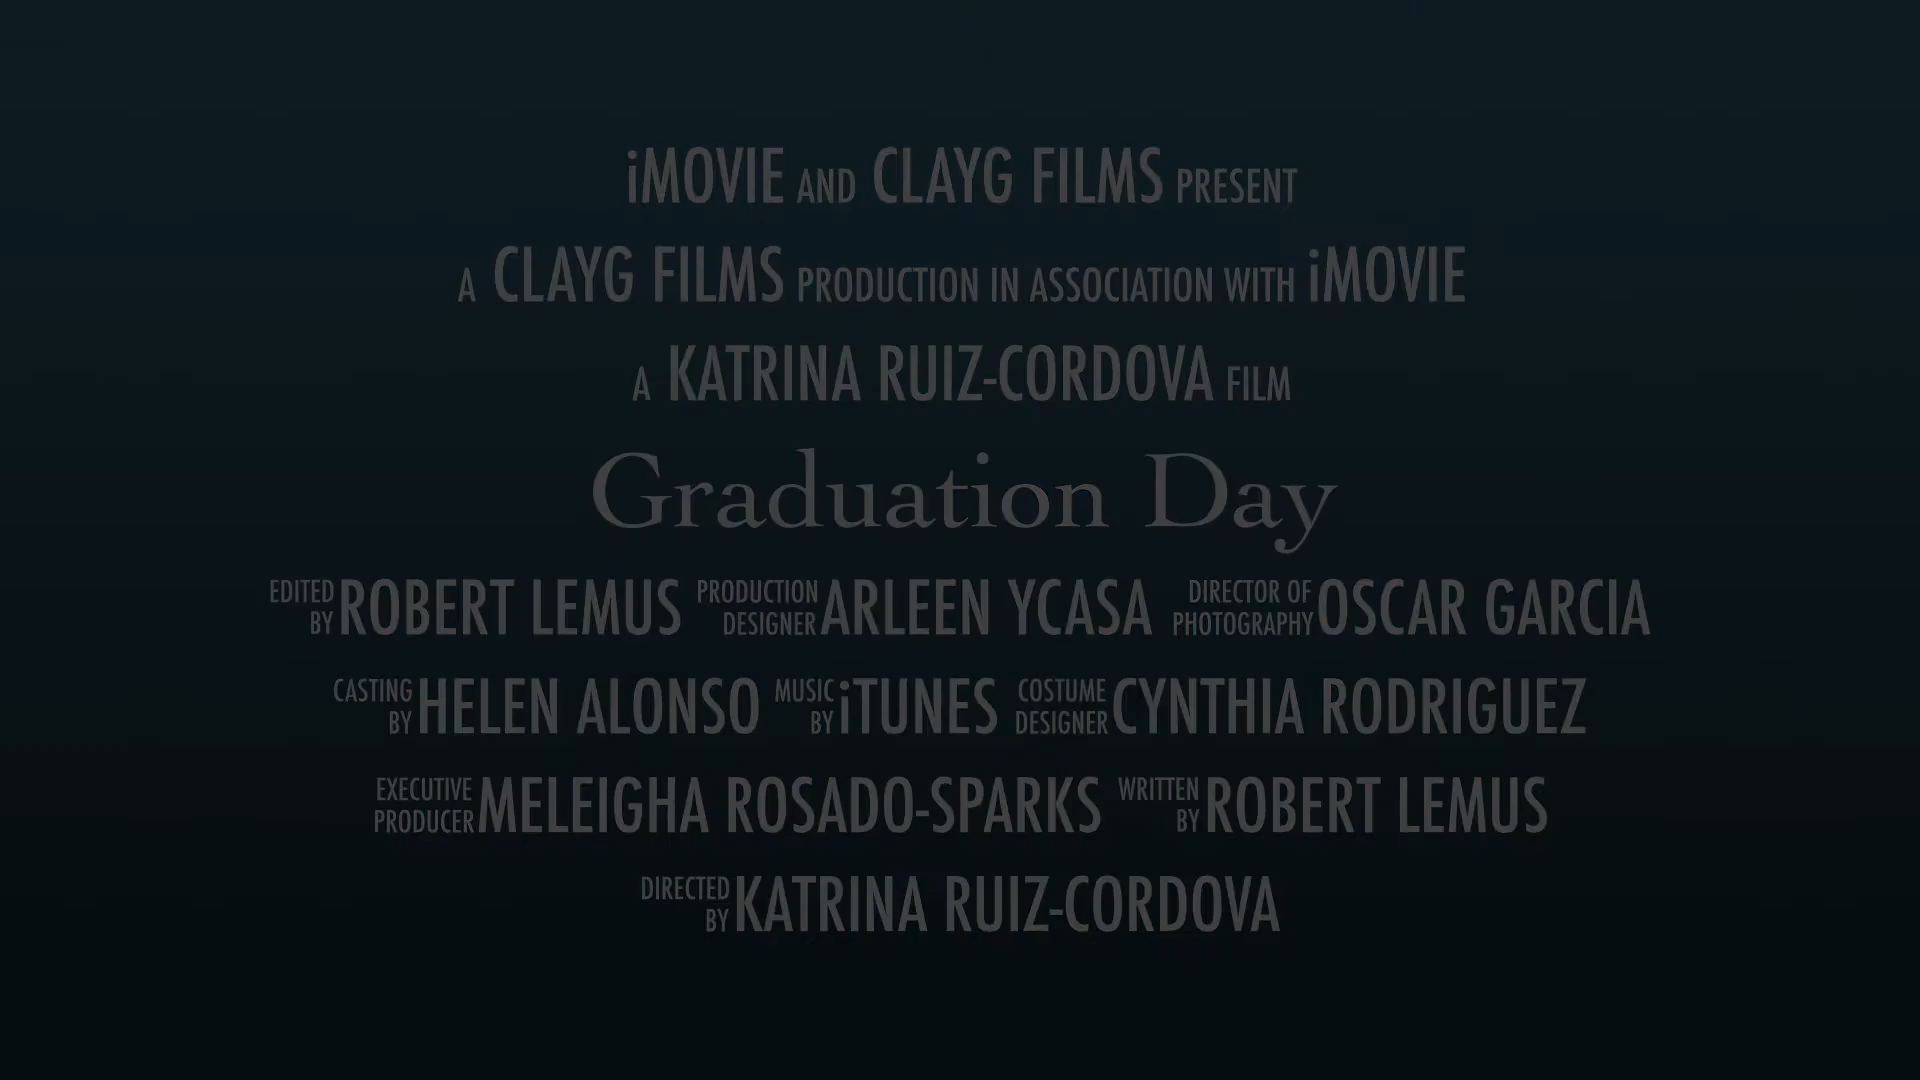 iMOVIE AND CLAYG FILMS PRESENT
A CLAYG FILMS PRODUCTION IN ASSOCIATION WITH iMOVIE
A KATRINA RUIZ-CORDOVA FILM
Graduation Day
EDITED BY ROBERT LEMUS PRODUCTION DESIGNER ARLEEN YCASA DIRECTOR OF PHOTOGRAPHY OSCAR GARCIA
CASTING BY HELEN ALONSO MUSIC BY iTUNES COSTUME DESIGNER CYNTHIA RODRIGUEZ
EXECUTIVE PRODUCER MELEIGHA ROSADO-SPARKS WRITTEN BY ROBERT LEMUS
DIRECTED BY KATRINA RUIZ-CORDOVA